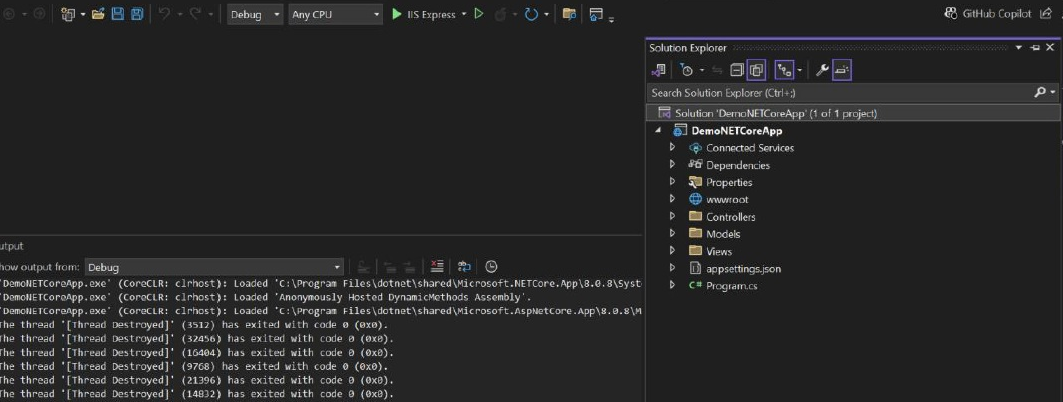 Debug
Any CPU
IIS Express
GitHub Copilot
Solution Explorer
Search Solution Explorer (Ctrl+;)
Solution 'DemoNETCoreApp' (1 of 1 project)
DemoNETCoreApp
Connected Services
Dependencies
Properties
wwwroot
Controllers
Models
Views
appsettings.json
C# Program.cs
utput
how output from: Debug
'DemoNETCoreApp.exe' (CoreCLR: clrhost): Loaded 'C:\Program Files\dotnet\shared\Microsoft.NETCore.App\8.0.8\Syste
'DemoNETCoreApp.exe' (CoreCLR: clrhost): Loaded 'Anonymously Hosted DynamicMethods Assembly'.
'DemoNETCoreApp.exe' (CoreCLR: clrhost): Loaded 'C:\Program Files\dotnet\shared\Microsoft.AspNetCore.App\8.0.8\M
The thread '[Thread Destroyed]' (3512) has exited with code 0 (0x0).
The thread '[Thread Destroyed]' (32456) has exited with code 0 (0x0).
The thread '[Thread Destroyed]' (16404) has exited with code 0 (0x0).
The thread '[Thread Destroyed]' (9768) has exited with code 0 (0x0).
The thread '[Thread Destroyed]' (21396) has exited with code 0 (0x0).
The thread '[Thread Destroyed]' (14832) has exited with code 0 (0x0).